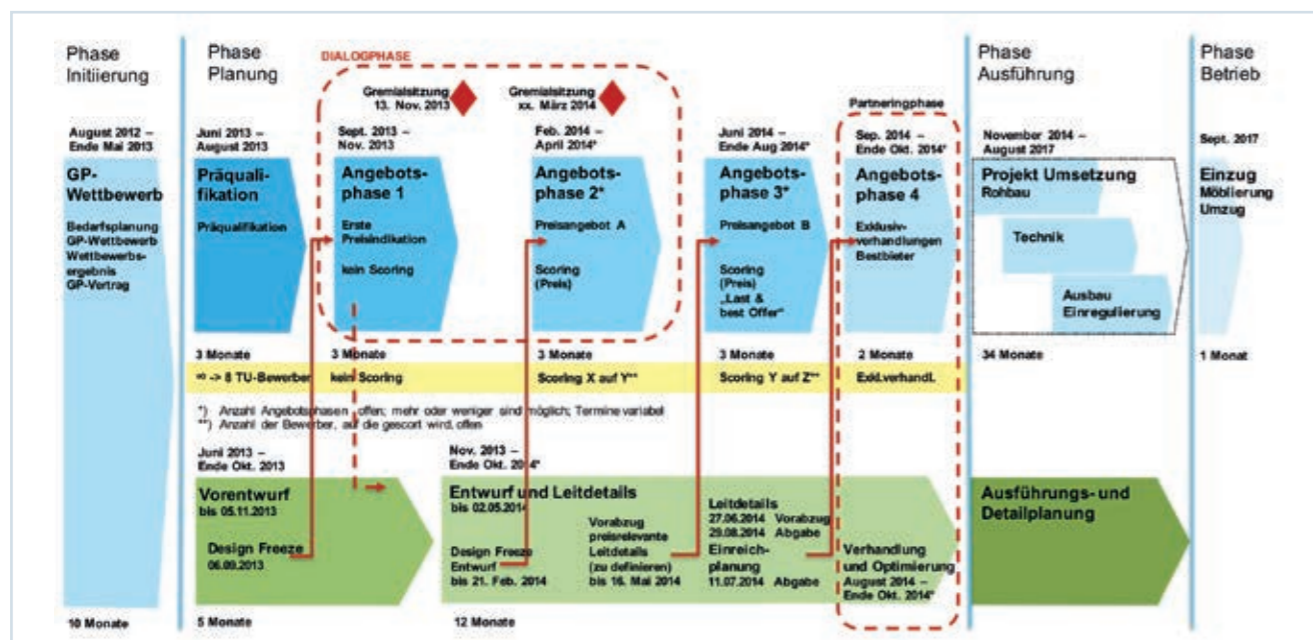 Phase
Initiierung
Phase
Planung
DIALOGPHASE
Phase
Ausführung
Phase
Betrieb
Gremialsitzung
13. Nov. 2013
Gremialsitzung
xx. März 2014
Partneringphase
August 2012 –
Ende Mai 2013
Juni 2013 –
August 2013
Sept. 2013 –
Nov. 2013
Feb. 2014 –
April 2014*
Juni 2014 –
Ende Aug 2014*
Sep. 2014 –
Ende Okt. 2014*
November 2014 –
August 2017
Sept. 2017
GP-
Wettbewerb
Bedarfsplanung
GP-Wettbewerb
Wettbewerbs-
ergebnis
GP-Vertrag
Präquali-
fikation
Präqualifikation
Angebots-
phase 1
Erste
Preisindikation
kein Scoring
Angebots-
phase 2*
Preisangebot A
Scoring
(Preis)
Angebots-
phase 3*
Preisangebot B
Scoring
(Preis)
„Last &
best Offer“
Angebots-
phase 4
Exklusiv-
verhandlungen
Bestbieter
Projekt Umsetzung
Rohbau
Technik
Ausbau
Einregulierung
Einzug
Möblierung
Umzug
3 Monate
3 Monate
3 Monate
3 Monate
2 Monate
34 Monate
1 Monat
∞ -> 8 TU-Bewerber
kein Scoring
Scoring X auf Y**
Scoring Y auf Z**
Exkl.verhandl.
*) Anzahl Angebotsphasen offen; mehr oder weniger sind möglich; Termine variabel
**) Anzahl der Bewerber, auf die gescort wird, offen
Juni 2013 –
Ende Okt. 2013
Nov. 2013 –
Ende Okt. 2014*
Vorentwurf
bis 05.11.2013
Design Freeze
06.09.2013
Entwurf und Leitdetails
bis 02.05.2014
Design Freeze
Entwurf
bis 21. Feb. 2014
Vorabzug
preisrelevante
Leitdetails
(zu definieren)
bis 16. Mai 2014
Leitdetails
27.06.2014 Vorabzug
29.08.2014 Abgabe
Einreich-
planung
11.07.2014 Abgabe
Verhandlung
und Optimierung
August 2014 –
Ende Okt. 2014*
Ausführungs- und
Detailplanung
10 Monate
5 Monate
12 Monate